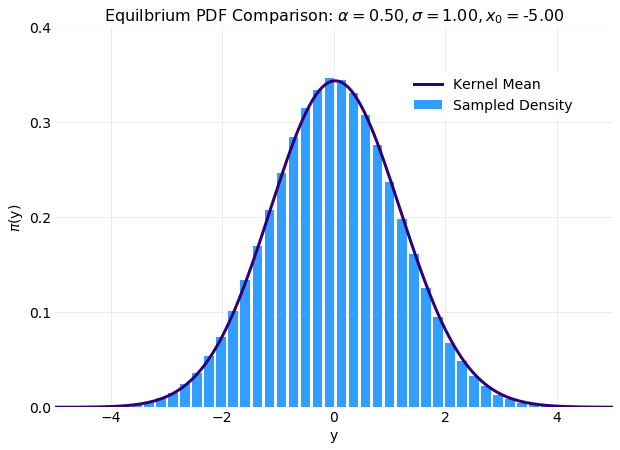 Equilbrium PDF Comparison: α = 0.50, σ = 1.00, x₀ = -5.00
0.4
Kernel Mean
Sampled Density
0.3
π(y)
0.2
0.1
0.0
−4 −2 0 2 4
y